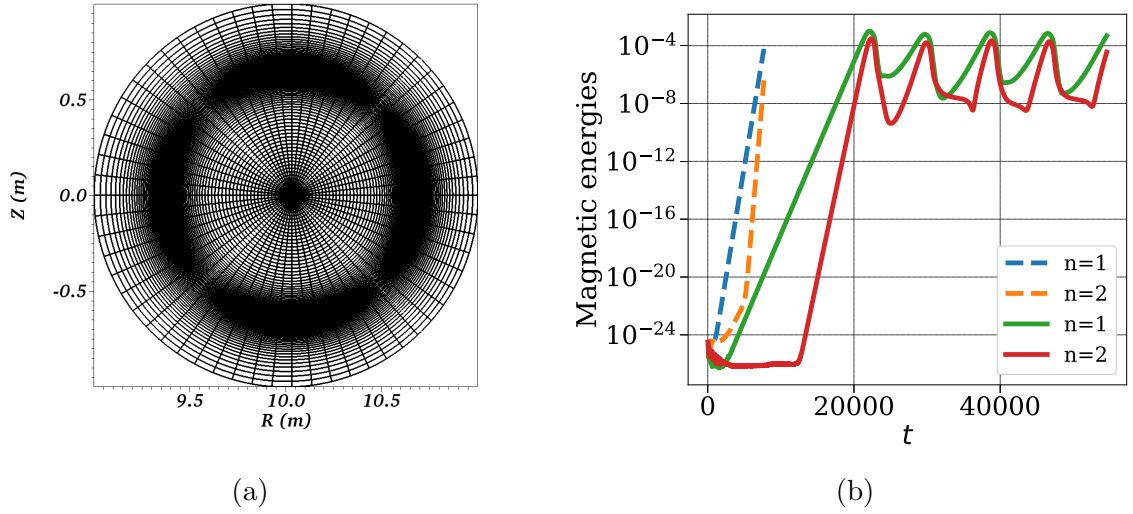 Z (m)
0.5
0.0
-0.5
9.5
10.0
10.5
R (m)
(a)
Magnetic energies
10⁻⁴
10⁻⁸
10⁻¹²
10⁻¹⁶
10⁻²⁰
10⁻²⁴
0
20000
40000
t
n=1
n=2
n=1
n=2
(b)